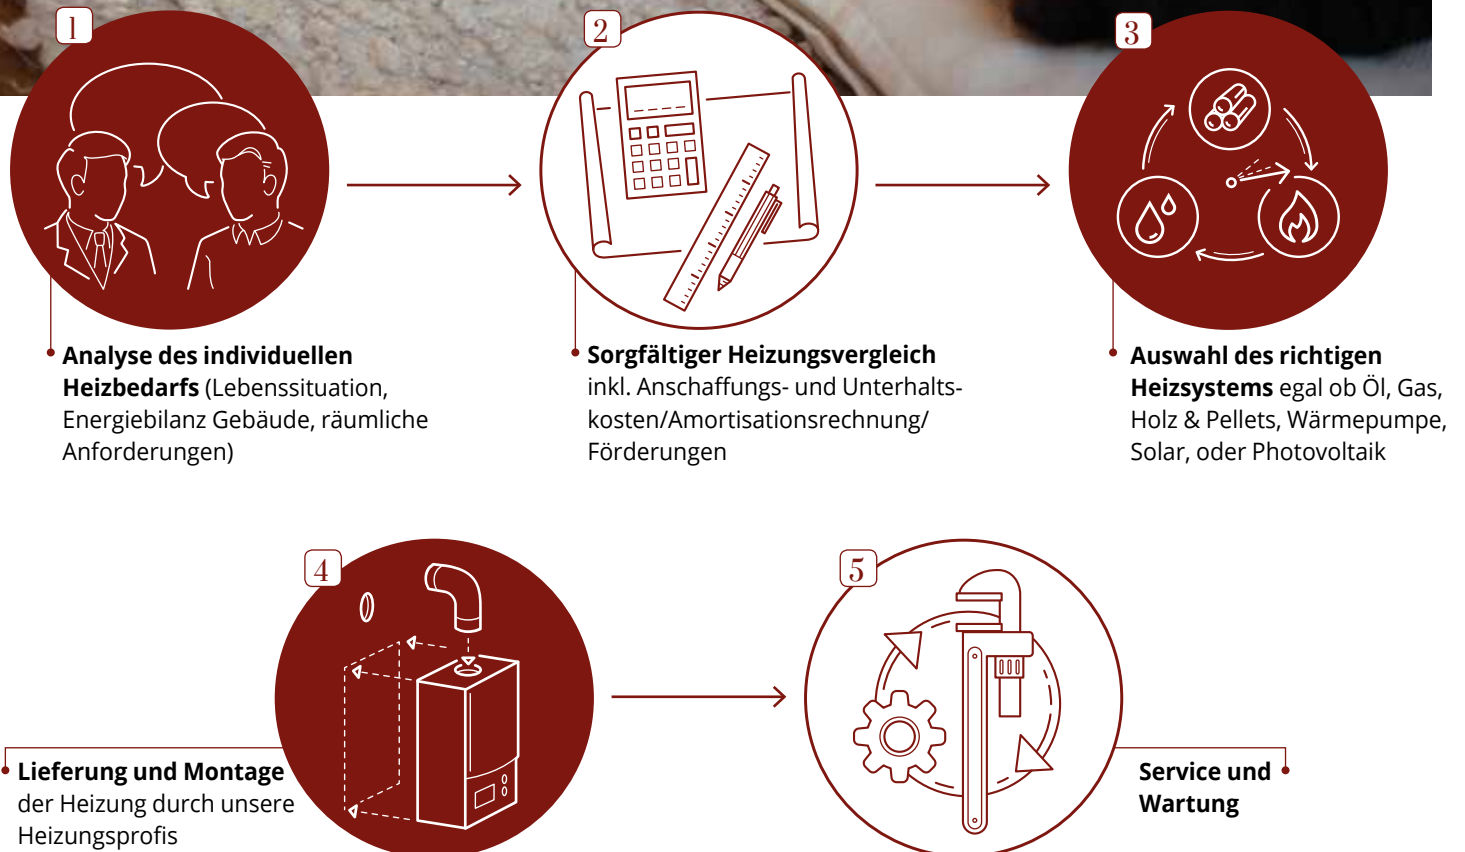 1
Analyse des individuellen
Heizbedarfs (Lebenssituation,
Energiebilanz Gebäude, räumliche
Anforderungen)
2
Sorgfältiger Heizungsvergleich
inkl. Anschaffungs- und Unterhalts-
kosten/Amortisationsrechnung/
Förderungen
3
Auswahl des richtigen
Heizsystems egal ob Öl, Gas,
Holz & Pellets, Wärmepumpe,
Solar, oder Photovoltaik
4
Lieferung und Montage
der Heizung durch unsere
Heizungsprofis
5
Service und
Wartung